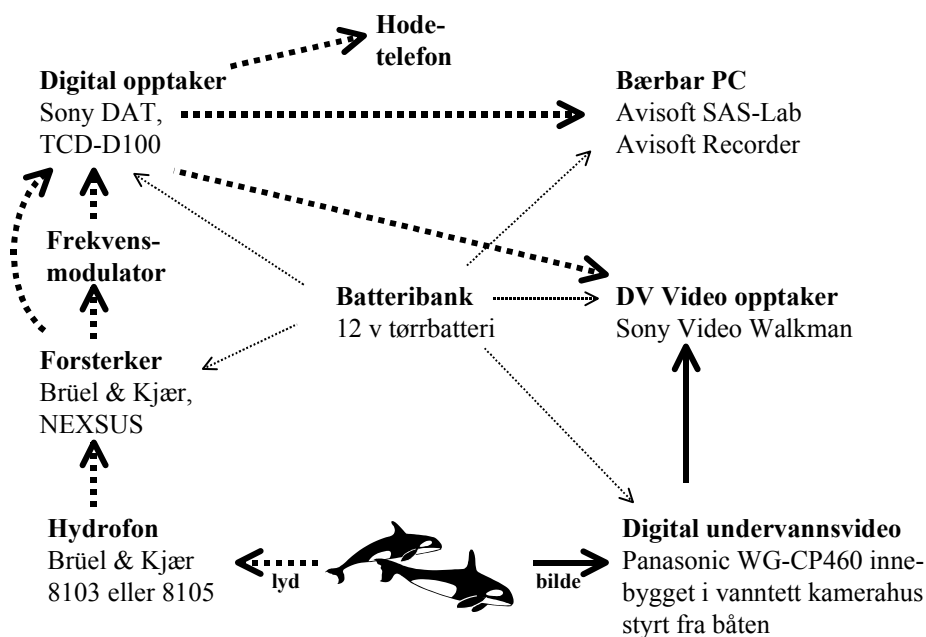 Hode-
telefon
Digital opptaker
Sony DAT,
TCD-D100
Bærbar PC
Avisoft SAS-Lab
Avisoft Recorder
Frekvens-
modulator
Batteribank
12 v tørrbatteri
DV Video opptaker
Sony Video Walkman
Forsterker
Brüel & Kjær,
NEXSUS
Hydrofon
Brüel & Kjær
8103 eller 8105
lyd
bilde
Digital undervannsvideo
Panasonic WG-CP460 inne-
bygget i vanntett kamerahus
styrt fra båten